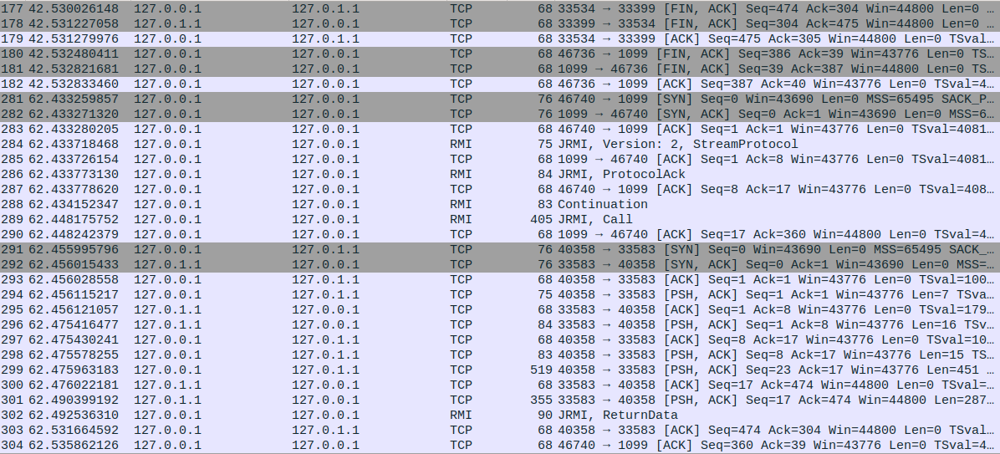 177 42.530026148 127.0.0.1 127.0.1.1 TCP 68 33534 → 33399 [FIN, ACK] Seq=474 Ack=304 Win=44800 Len=0 …
178 42.531227058 127.0.1.1 127.0.0.1 TCP 68 33399 → 33534 [FIN, ACK] Seq=304 Ack=475 Win=44800 Len=0 …
179 42.531279976 127.0.0.1 127.0.1.1 TCP 68 33534 → 33399 [ACK] Seq=475 Ack=305 Win=44800 Len=0 TSval…
180 42.532480411 127.0.0.1 127.0.0.1 TCP 68 46736 → 1099 [FIN, ACK] Seq=386 Ack=39 Win=43776 Len=0 TS…
181 42.532821681 127.0.0.1 127.0.0.1 TCP 68 1099 → 46736 [FIN, ACK] Seq=39 Ack=387 Win=44800 Len=0 TS…
182 42.532833460 127.0.0.1 127.0.0.1 TCP 68 46736 → 1099 [ACK] Seq=387 Ack=40 Win=43776 Len=0 TSval=4…
281 62.433259857 127.0.0.1 127.0.0.1 TCP 76 46740 → 1099 [SYN] Seq=0 Win=43690 Len=0 MSS=65495 SACK_P…
282 62.433271320 127.0.0.1 127.0.0.1 TCP 76 1099 → 46740 [SYN, ACK] Seq=0 Ack=1 Win=43690 Len=0 MSS=6…
283 62.433280205 127.0.0.1 127.0.0.1 TCP 68 46740 → 1099 [ACK] Seq=1 Ack=1 Win=43776 Len=0 TSval=4081…
284 62.433718468 127.0.0.1 127.0.0.1 RMI 75 JRMI, Version: 2, StreamProtocol
285 62.433726154 127.0.0.1 127.0.0.1 TCP 68 1099 → 46740 [ACK] Seq=1 Ack=8 Win=43776 Len=0 TSval=4081…
286 62.433773130 127.0.0.1 127.0.0.1 RMI 84 JRMI, ProtocolAck
287 62.433778620 127.0.0.1 127.0.0.1 TCP 68 46740 → 1099 [ACK] Seq=8 Ack=17 Win=43776 Len=0 TSval=408…
288 62.434152347 127.0.0.1 127.0.0.1 RMI 83 Continuation
289 62.448175752 127.0.0.1 127.0.0.1 RMI 405 JRMI, Call
290 62.448242379 127.0.0.1 127.0.0.1 TCP 68 1099 → 46740 [ACK] Seq=17 Ack=360 Win=44800 Len=0 TSval=4…
291 62.455995796 127.0.0.1 127.0.1.1 TCP 76 40358 → 33583 [SYN] Seq=0 Win=43690 Len=0 MSS=65495 SACK_…
292 62.456015433 127.0.1.1 127.0.0.1 TCP 76 33583 → 40358 [SYN, ACK] Seq=0 Ack=1 Win=43690 Len=0 MSS=…
293 62.456028558 127.0.0.1 127.0.1.1 TCP 68 40358 → 33583 [ACK] Seq=1 Ack=1 Win=43776 Len=0 TSval=100…
294 62.456115217 127.0.0.1 127.0.1.1 TCP 75 40358 → 33583 [PSH, ACK] Seq=1 Ack=1 Win=43776 Len=7 TSva…
295 62.456121057 127.0.1.1 127.0.0.1 TCP 68 33583 → 40358 [ACK] Seq=1 Ack=8 Win=43776 Len=0 TSval=179…
296 62.475416477 127.0.1.1 127.0.0.1 TCP 84 33583 → 40358 [PSH, ACK] Seq=1 Ack=8 Win=43776 Len=16 TSv…
297 62.475430241 127.0.0.1 127.0.1.1 TCP 68 40358 → 33583 [ACK] Seq=8 Ack=17 Win=43776 Len=0 TSval=10…
298 62.475578255 127.0.0.1 127.0.1.1 TCP 83 40358 → 33583 [PSH, ACK] Seq=8 Ack=17 Win=43776 Len=15 TS…
299 62.475963183 127.0.0.1 127.0.1.1 TCP 519 40358 → 33583 [PSH, ACK] Seq=23 Ack=17 Win=43776 Len=451 …
300 62.476022181 127.0.1.1 127.0.0.1 TCP 68 33583 → 40358 [ACK] Seq=17 Ack=474 Win=44800 Len=0 TSval=…
301 62.490399192 127.0.1.1 127.0.0.1 TCP 355 33583 → 40358 [PSH, ACK] Seq=17 Ack=474 Win=44800 Len=287…
302 62.492536310 127.0.0.1 127.0.0.1 RMI 90 JRMI, ReturnData
303 62.531664592 127.0.0.1 127.0.1.1 TCP 68 40358 → 33583 [ACK] Seq=474 Ack=304 Win=44800 Len=0 TSval…
304 62.535862126 127.0.0.1 127.0.0.1 TCP 68 46740 → 1099 [ACK] Seq=360 Ack=39 Win=43776 Len=0 TSval=4…